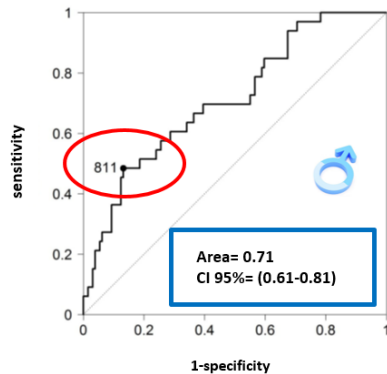 1
0.8
0.6
0.4
0.2
0
sensitivity
811
Area= 0.71
CI 95%= (0.61-0.81)
0 0.2 0.4 0.6 0.8 1
1-specificity